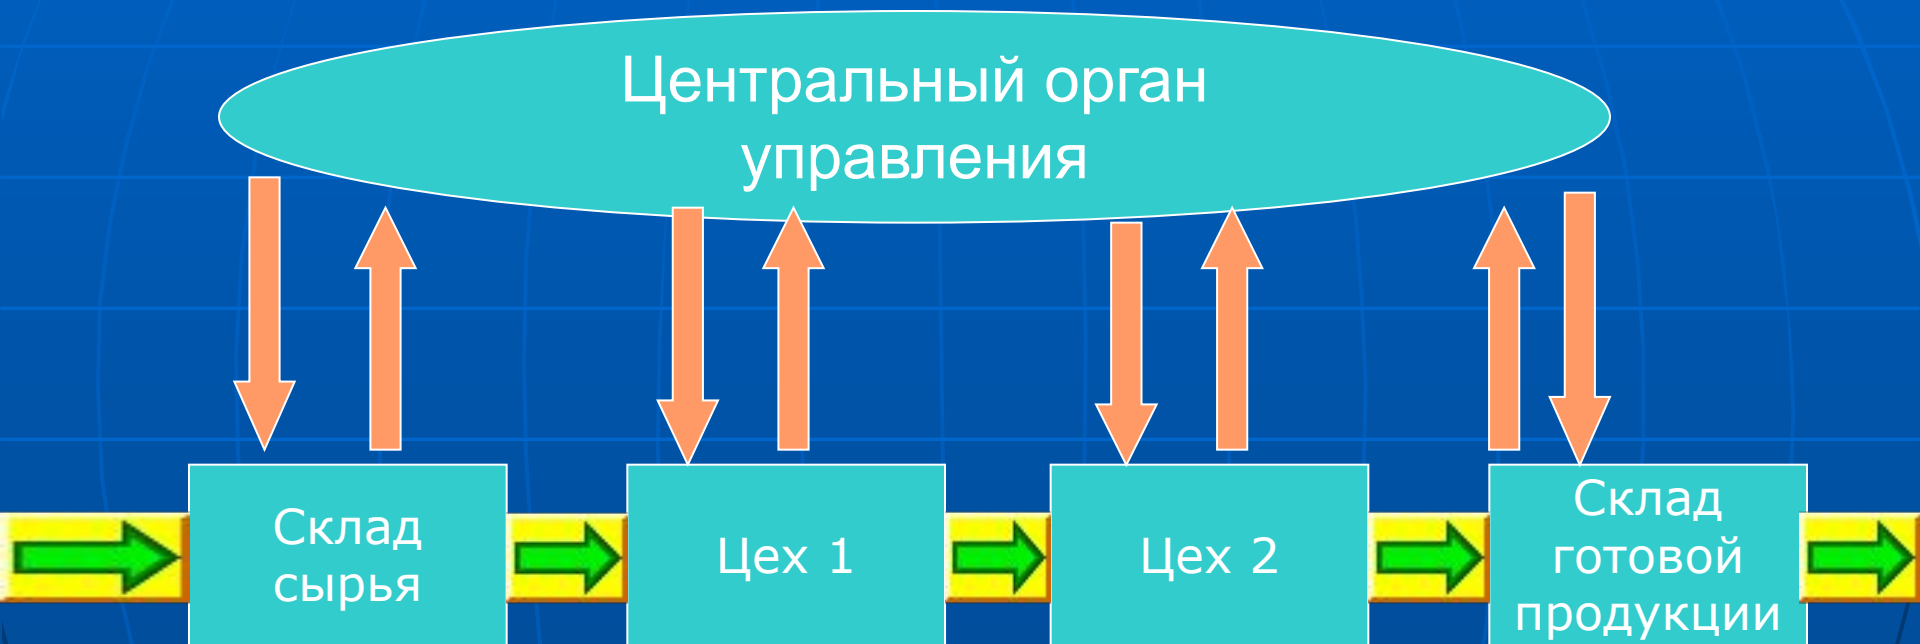 Центральный орган
управления
Склад
сырья
Цех 1
Цех 2
Склад
готовой
продукции